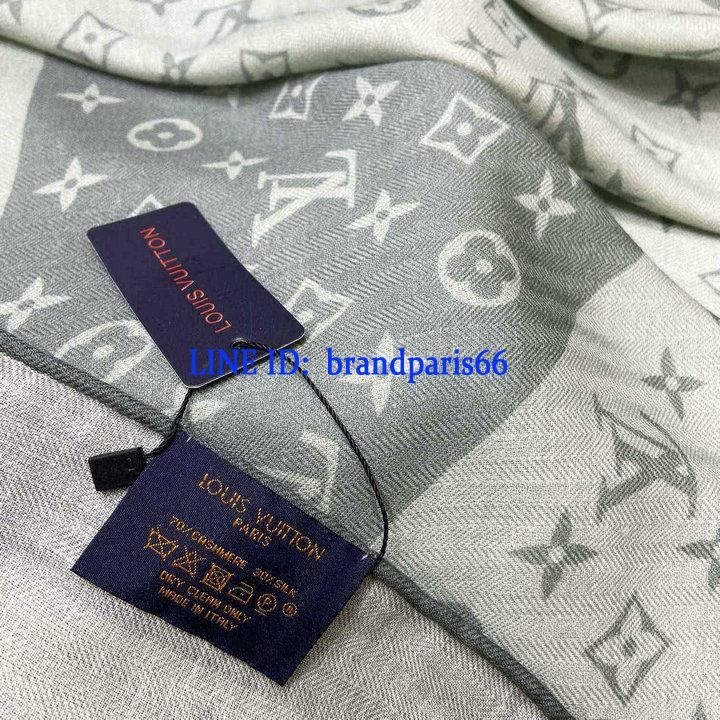 LOUIS VUITTON
LINE ID: brandparis66
LOUIS VUITTON
PARIS
70%CASHMERE 30%SILK
P
DRY CLEAN ONLY
MADE IN ITALY